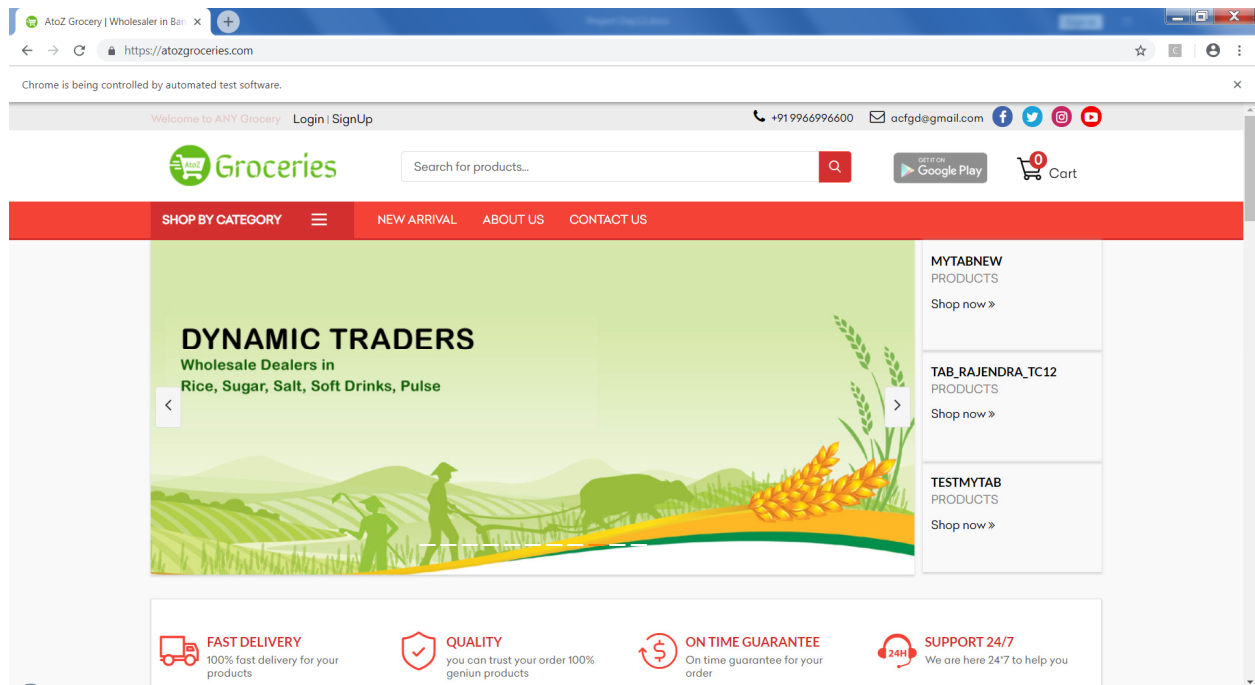 AtoZ Grocery | Wholesaler in Ban
https://atozgroceries.com
Chrome is being controlled by automated test software.
Welcome to ANY Grocery Login | SignUp +91 9966996600 acfgd@gmail.com
AtoZ Groceries Search for products... GET IT ON Google Play 0 Cart
SHOP BY CATEGORY NEW ARRIVAL ABOUT US CONTACT US
MYTABNEW
PRODUCTS
Shop now »
DYNAMIC TRADERS
Wholesale Dealers in
Rice, Sugar, Salt, Soft Drinks, Pulse
TAB_RAJENDRA_TC12
PRODUCTS
Shop now »
TESTMYTAB
PRODUCTS
Shop now »
FAST DELIVERY
100% fast delivery for your
products
QUALITY
you can trust your order 100%
geniun products
ON TIME GUARANTEE
On time guarantee for your
order
24H
SUPPORT 24/7
We are here 24*7 to help you